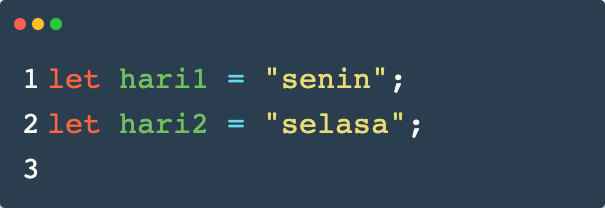 1 let hari1 = "senin";
2 let hari2 = "selasa";
3